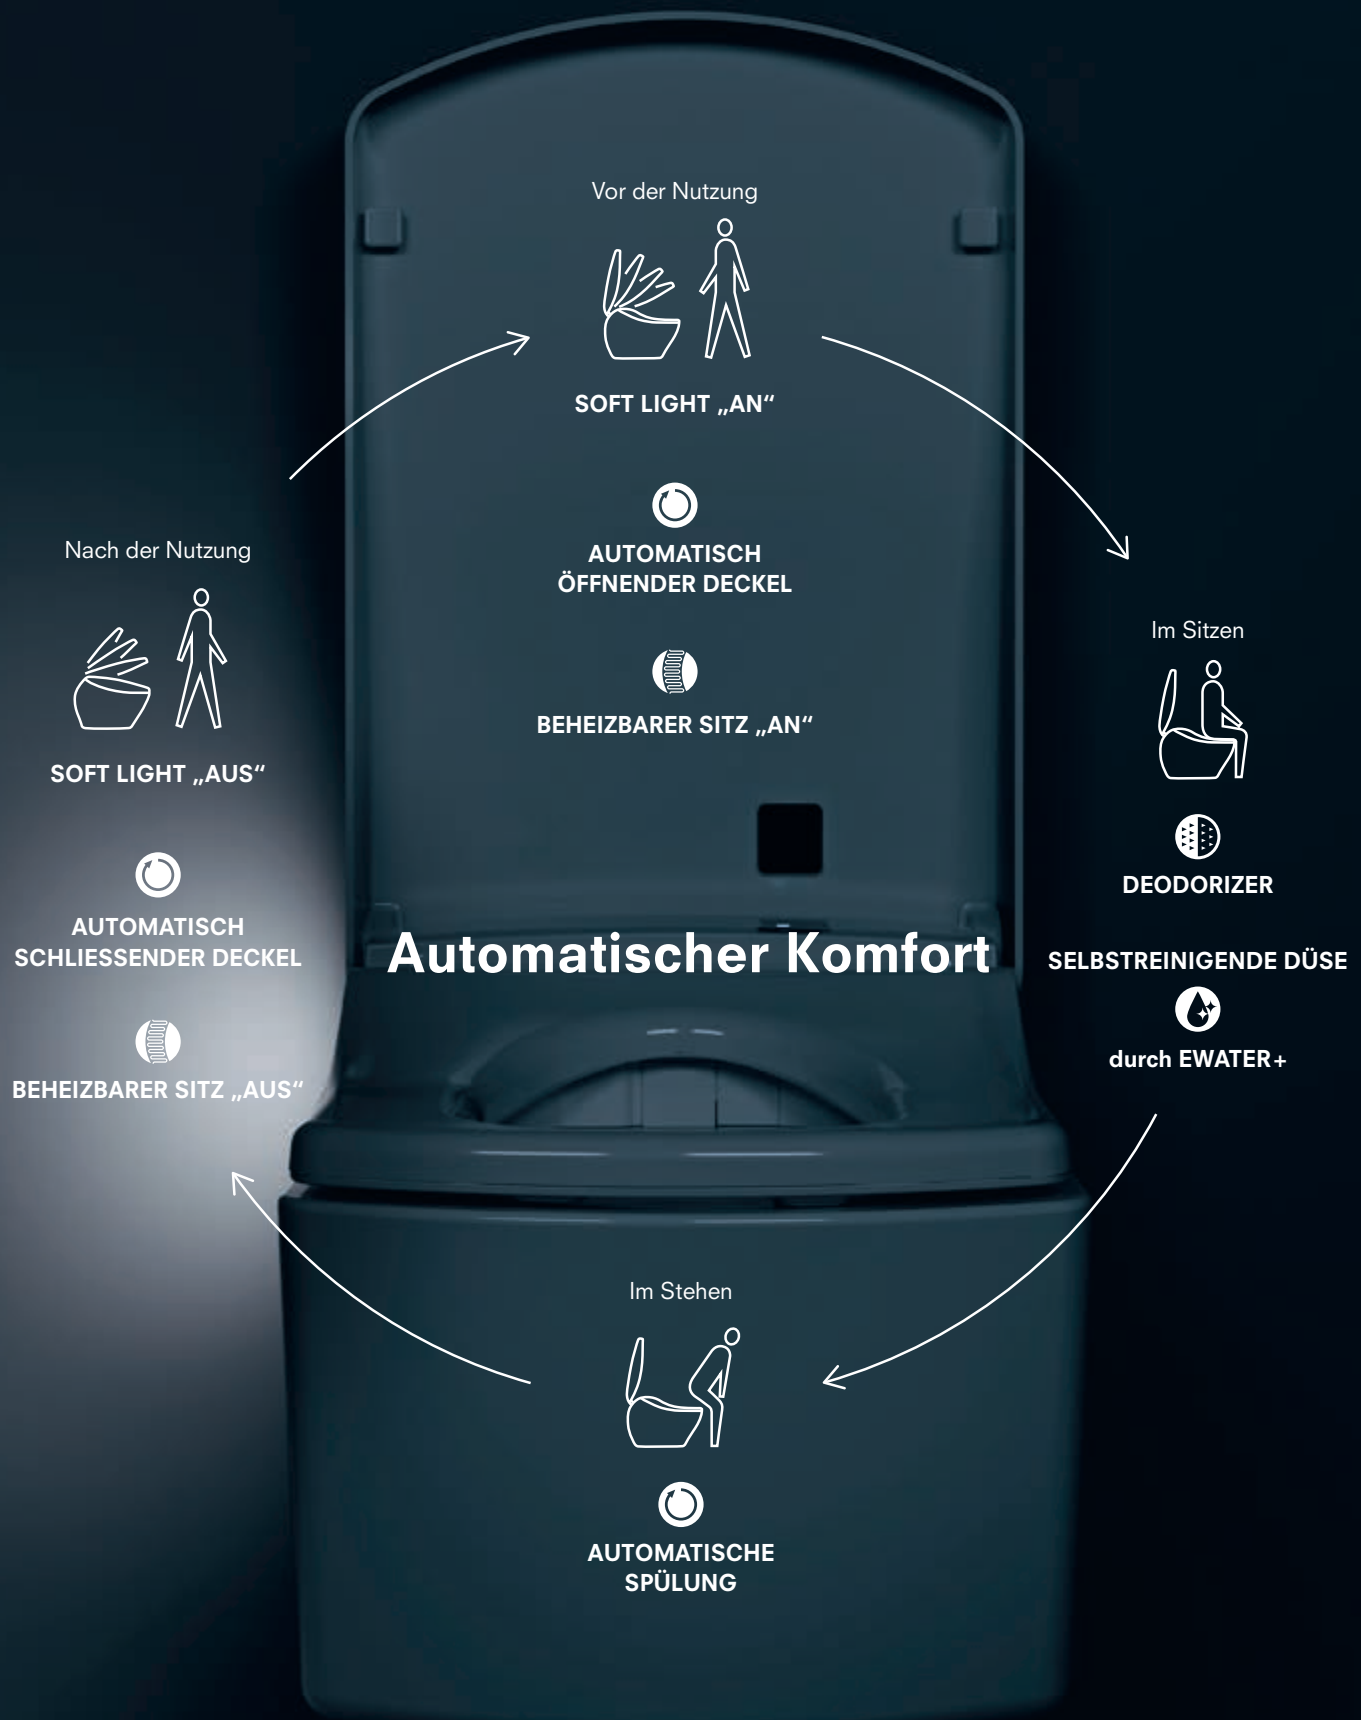 Vor der Nutzung
SOFT LIGHT „AN“
AUTOMATISCH
ÖFFNENDER DECKEL
BEHEIZBARER SITZ „AN“
Im Sitzen
DEODORIZER
SELBSTREINIGENDE DÜSE
durch EWATER+
Im Stehen
AUTOMATISCHE
SPÜLUNG
Nach der Nutzung
SOFT LIGHT „AUS“
AUTOMATISCH
SCHLIESSENDER DECKEL
BEHEIZBARER SITZ „AUS“
Automatischer Komfort